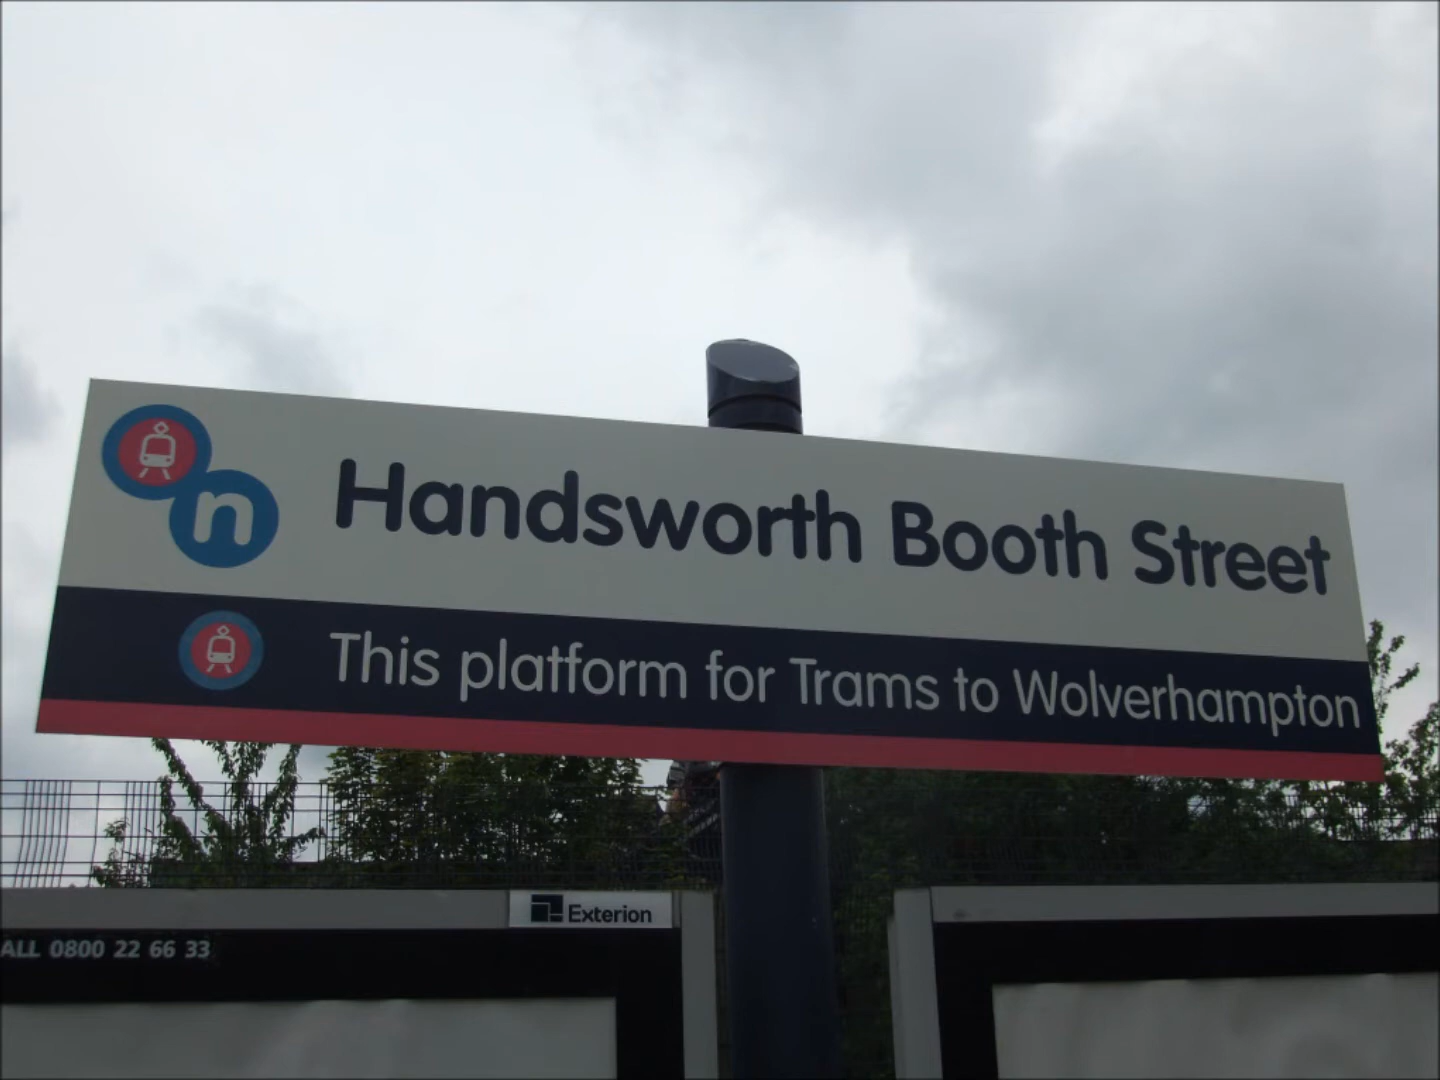 n
Handsworth Booth Street
This platform for Trams to Wolverhampton
Exterion
ALL 0800 22 66 33